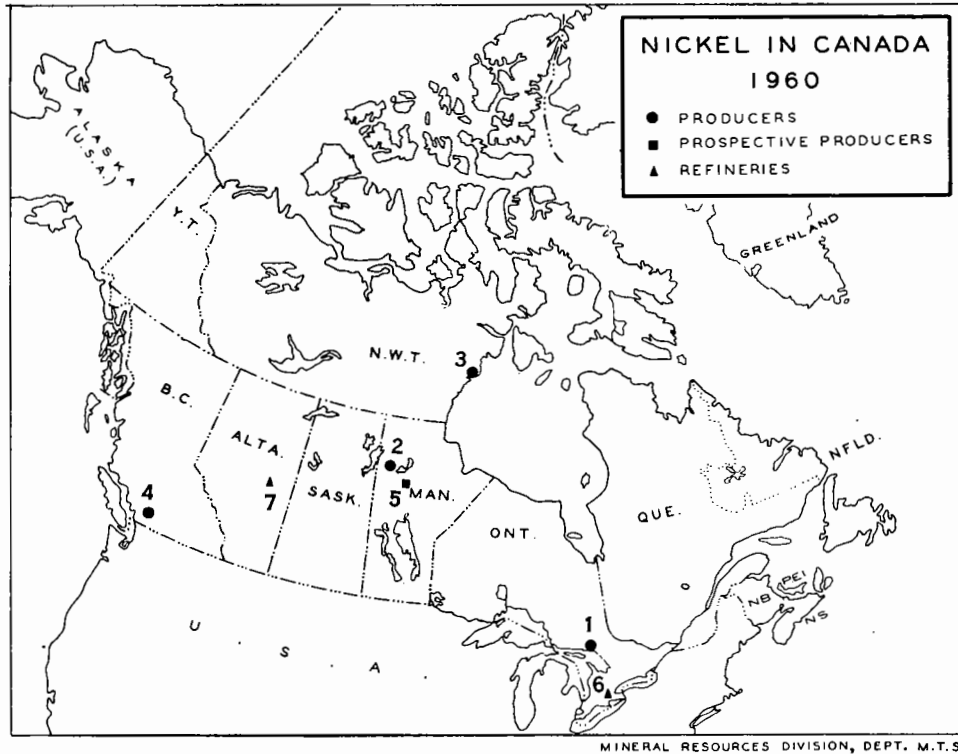 NICKEL IN CANADA
1960
PRODUCERS
PROSPECTIVE PRODUCERS
REFINERIES
ALASKA
(U.S.A.)
Y.T.
GREENLAND
N.W.T.
3
B.C.
ALTA.
2
NFLD.
SASK.
5
MAN.
4
7
QUE.
ONT.
PEI
NB
NS
U.S.A
1
6
MINERAL RESOURCES DIVISION, DEPT. M.T.S